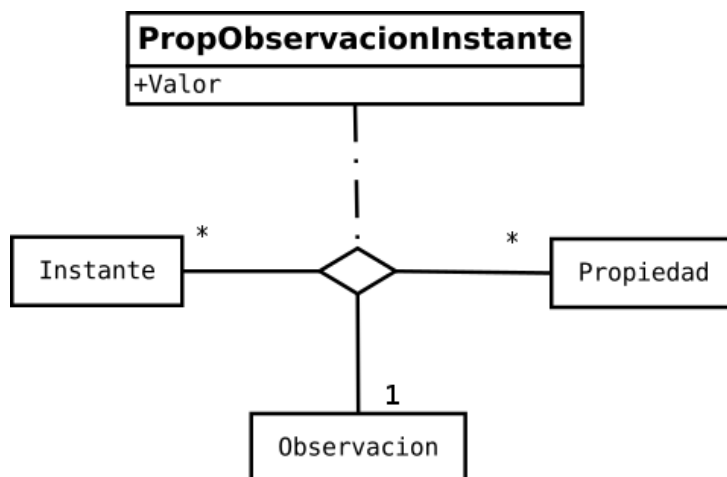 PropObservacionInstante
+Valor
*
*
Instante
Propiedad
1
Observacion